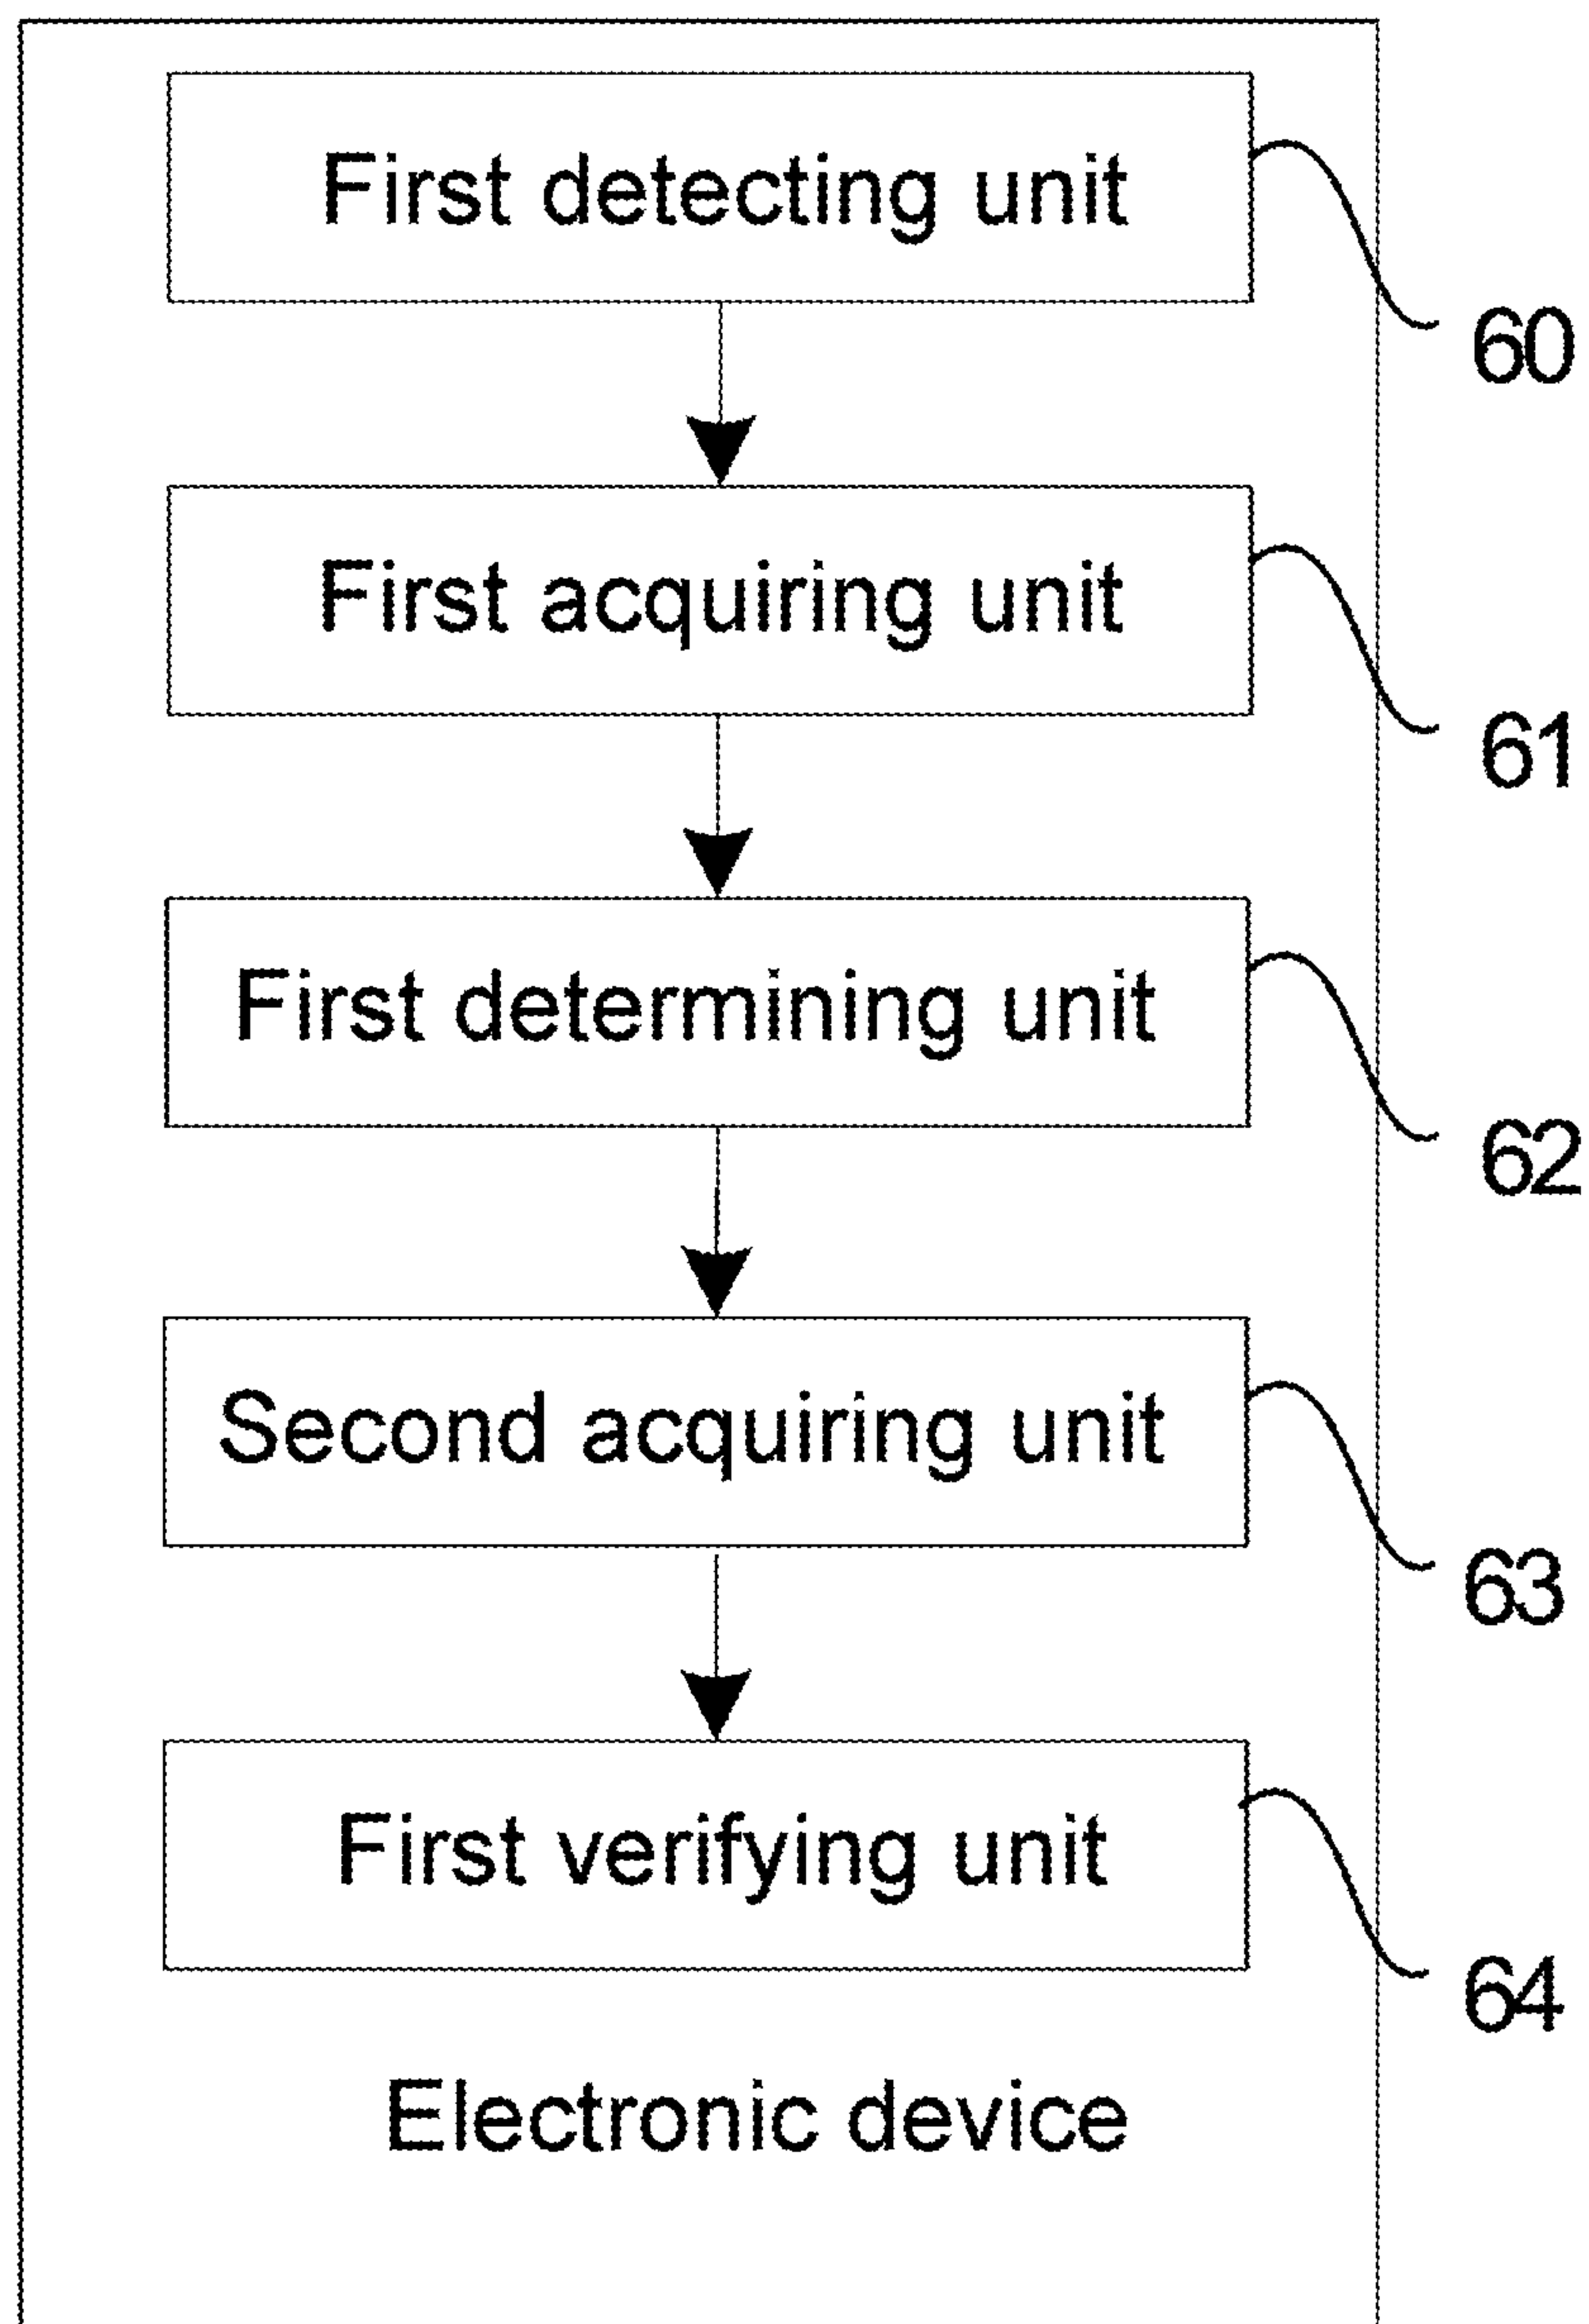 First detecting unit
60
First acquiring unit
61
First determining unit
62
Second acquiring unit
63
First verifying unit
64
Electronic device